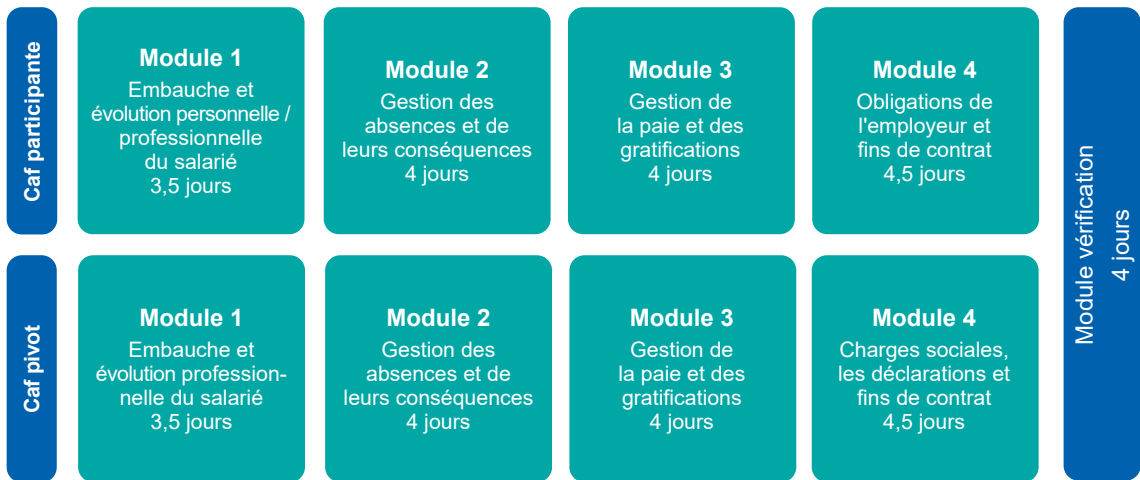 Caf participante
Module 1
Embauche et
évolution personnelle /
professionnelle
du salarié
3,5 jours
Module 2
Gestion des
absences et de
leurs conséquences
4 jours
Module 3
Gestion de
la paie et des
gratifications
4 jours
Module 4
Obligations de
l'employeur et
fins de contrat
4,5 jours
Caf pivot
Module 1
Embauche et
évolution profession-
nelle du salarié
3,5 jours
Module 2
Gestion des
absences et de
leurs conséquences
4 jours
Module 3
Gestion de
la paie et des
gratifications
4 jours
Module 4
Charges sociales,
les déclarations et
fins de contrat
4,5 jours
Module vérification
4 jours